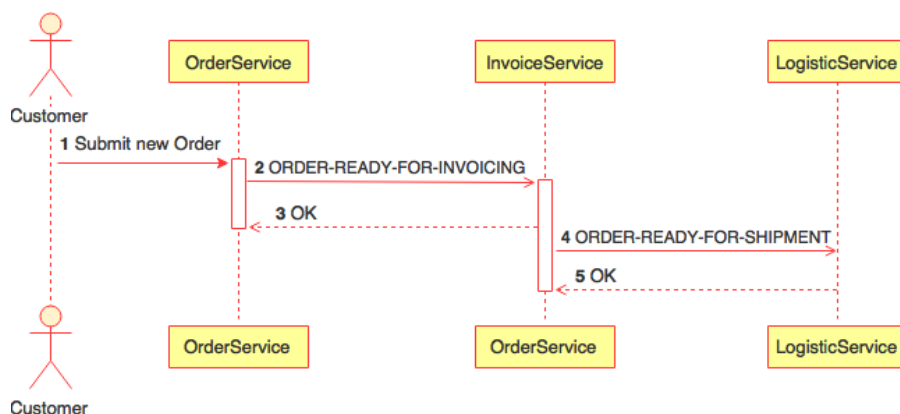 OrderService
InvoiceService
LogisticService
Customer
1 Submit new Order
2 ORDER-READY-FOR-INVOICING
3 OK
4 ORDER-READY-FOR-SHIPMENT
5 OK
OrderService
OrderService
LogisticService
Customer